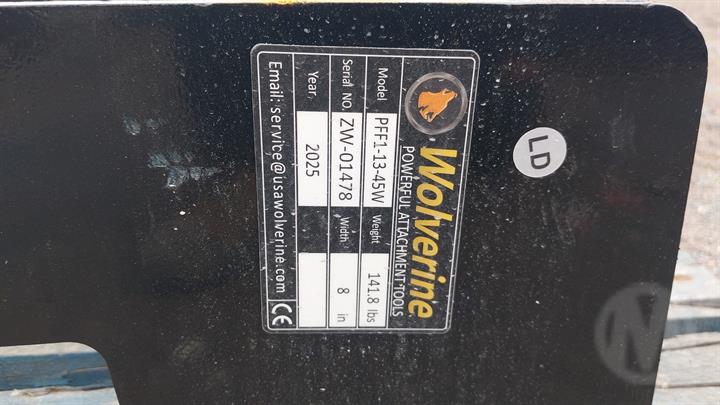 Wolverine
POWERFUL ATTACHMENT TOOLS
Model PFF1-13-45W Weight 141.8 lbs
Serial NO. ZW-01478 Width 8 in
Year 2025
Email: service@usawolverine.com CE
LD